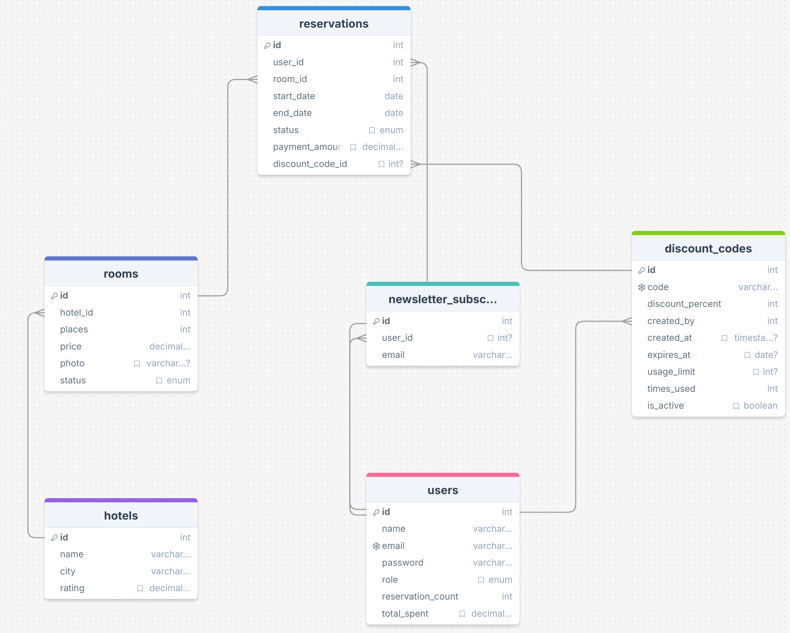 reservations
id int
user_id int
room_id int
start_date date
end_date date
status enum
payment_amoun decimal...
discount_code_id int?
discount_codes
id int
code varchar...
discount_percent int
created_by int
created_at timesta...?
expires_at date?
usage_limit int?
times_used int
is_active boolean
rooms
id int
hotel_id int
places int
price decimal...
photo varchar...?
status enum
newsletter_subsc...
id int
user_id int?
email varchar...
users
id int
name varchar...
email varchar...
password varchar...
role enum
reservation_count int
total_spent decimal...
hotels
id int
name varchar...
city varchar...
rating decimal...